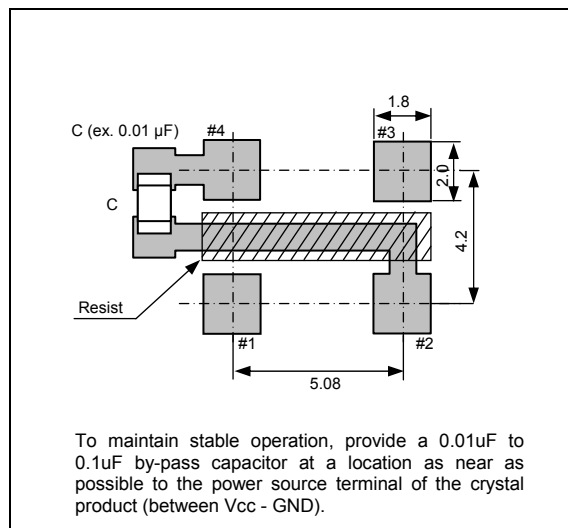 1.8
C (ex. 0.01 µF)
#4
#3
2.0
C
4.2
Resist
#1
#2
5.08
To maintain stable operation, provide a 0.01uF to
0.1uF by-pass capacitor at a location as near as
possible to the power source terminal of the crystal
product (between Vcc - GND).